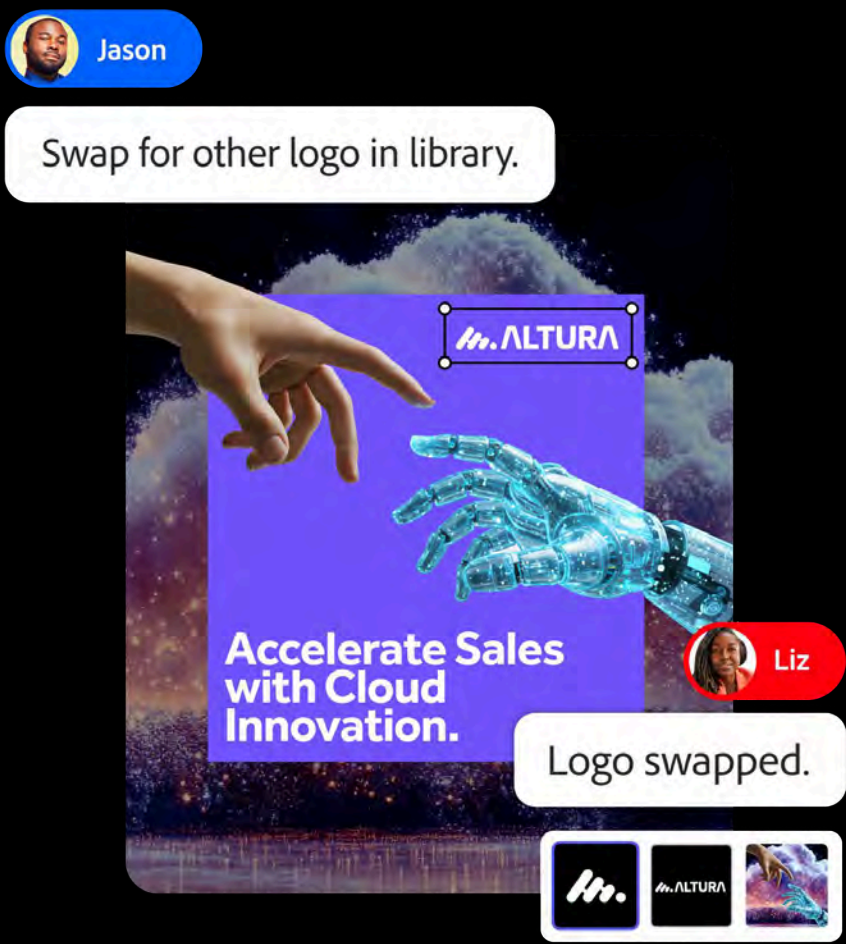 Jason
Swap for other logo in library.
ALTURA
Accelerate Sales
with Cloud
Innovation.
Liz
Logo swapped.
ALTURA